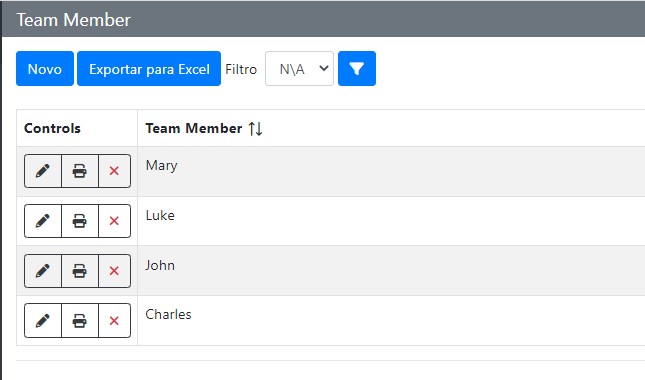 Team Member
Novo Exportar para Excel Filtro N\A
Controls Team Member
Mary
Luke
John
Charles